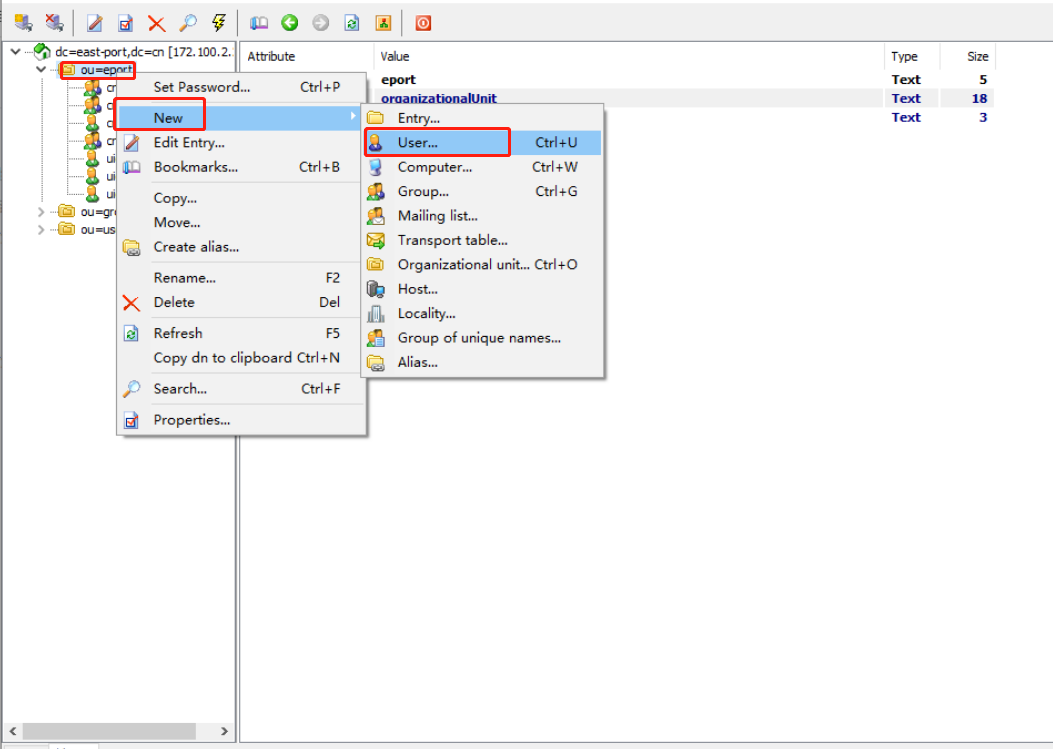 dc=east-port,dc=cn [172.100.2.
Attribute Value Type Size
ou=eport
eport Text 5
organizationalUnit Text 18
Text 3
cn
ui
ui
ui
ou=gro
ou=us
Set Password... Ctrl+P
New
Edit Entry...
Bookmarks... Ctrl+B
Copy...
Move...
Create alias...
Rename... F2
Delete Del
Refresh F5
Copy dn to clipboard Ctrl+N
Search... Ctrl+F
Properties...
Entry...
User... Ctrl+U
Computer... Ctrl+W
Group... Ctrl+G
Mailing list...
Transport table...
Organizational unit... Ctrl+O
Host...
Locality...
Group of unique names...
Alias...